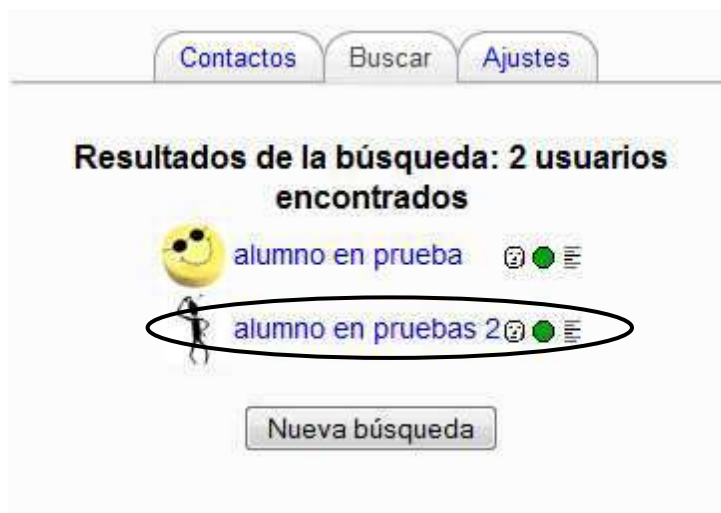 Contactos Buscar Ajustes
Resultados de la búsqueda: 2 usuarios
encontrados
alumno en prueba
alumno en pruebas 2
Nueva búsqueda